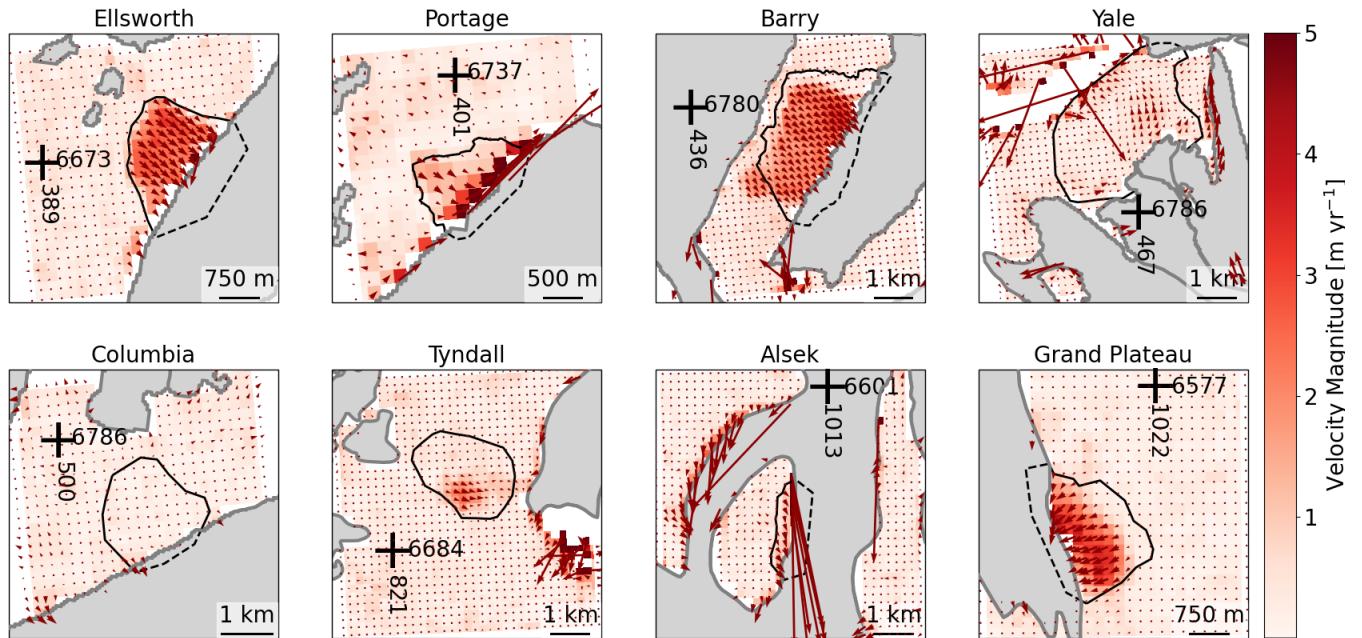 Ellsworth
Portage
Barry
Yale
6673
389
750 m
6737
401
500 m
6780
436
1 km
6786
467
1 km
Columbia
Tyndall
Alsek
Grand Plateau
6786
500
1 km
6684
821
1 km
6601
1013
6577
1022
750 m
5
4
3
2
1
Velocity Magnitude [m yr⁻¹]